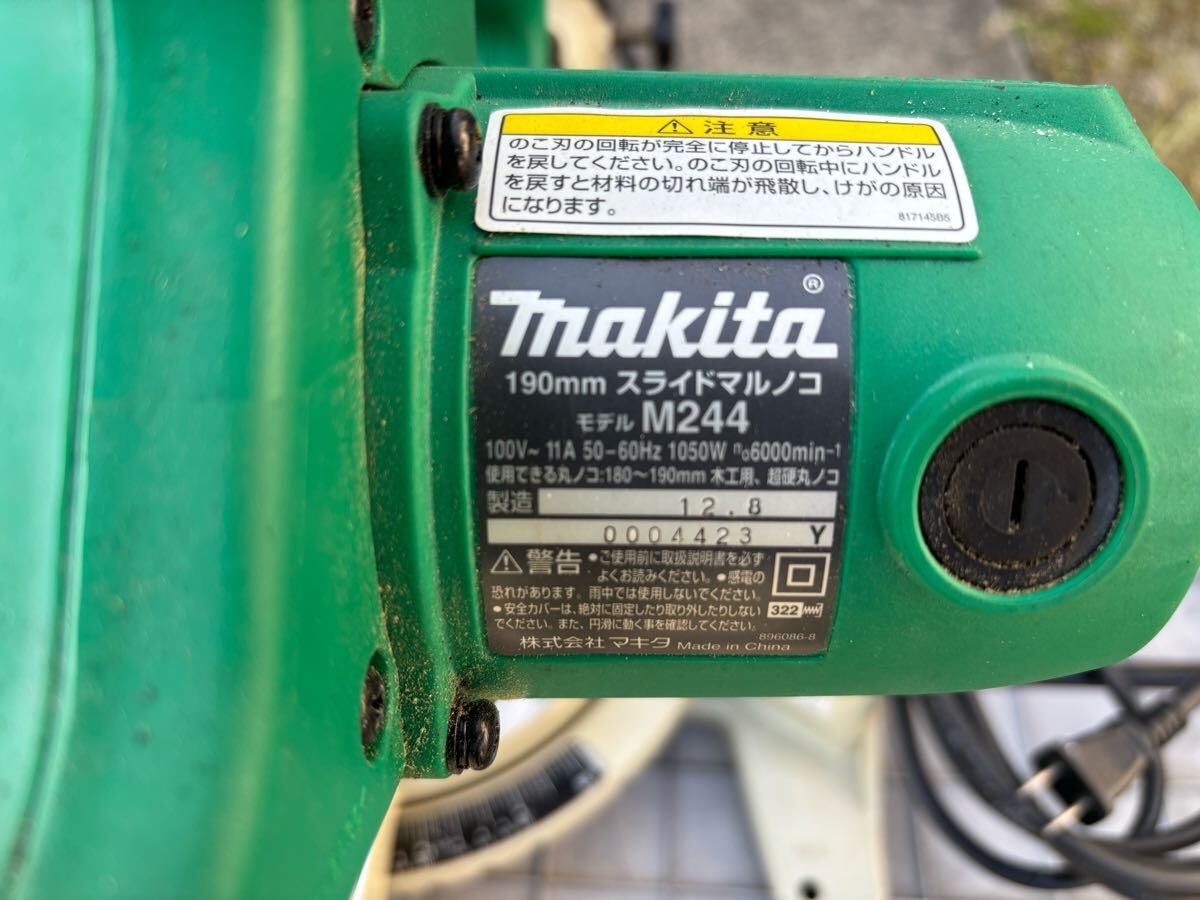 ⚠ 注意
のこ刃の回転が完全に停止してからハンドル
を戻してください。のこ刃の回転中にハンドル
を戻すと材料の切れ端が飛散し、けがの原因
になります。
817145B5
makita®
190mm スライドマルノコ
モデル M244
100V~ 11A 50-60Hz 1050W n₀6000min⁻¹
使用できる丸ノコ:180~190mm 木工用、超硬丸ノコ
製造 12.8
0004423 Y
⚠警告 ●ご使用前に取扱説明書を必ず
よくお読みください。●感電の
恐れがあります。雨中では使用しないでください。
●安全カバーは、絶対に固定したり取り外したりしない
でください。また、円滑に動く事を確認してください。
322
896086-8
株式会社 マキタ Made in China